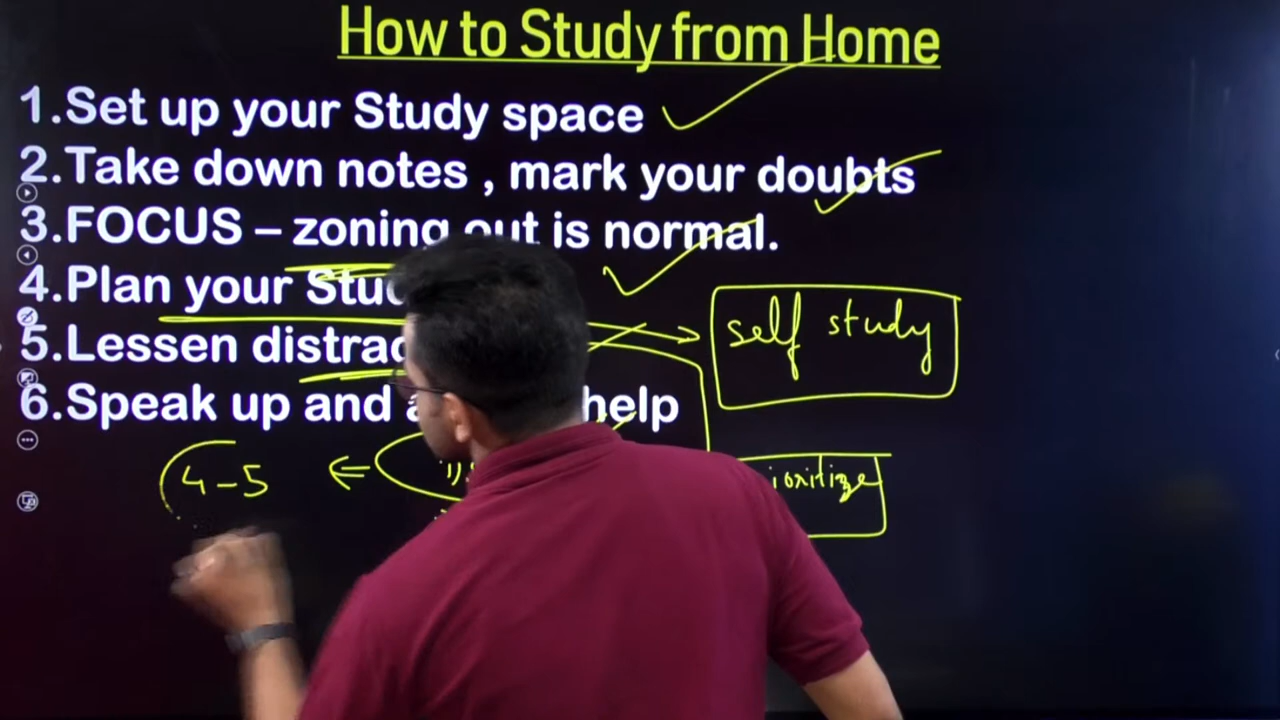 How to Study from Home
1.Set up your Study space
2.Take down notes , mark your doubts
3.FOCUS – zoning out is normal.
4.Plan your
5.Lessen
self study
6.Speak up and help
4-5